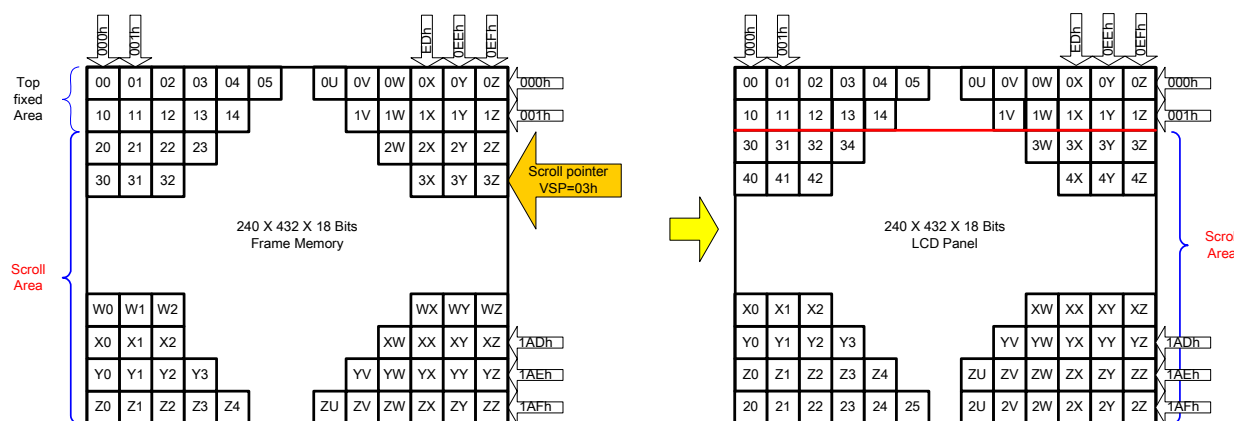 000h 001h EDh 0EEh 0EFh
Top
fixed
Area
00 01 02 03 04 05 0U 0V 0W 0X 0Y 0Z 000h
10 11 12 13 14 1V 1W 1X 1Y 1Z 001h
20 21 22 23 2W 2X 2Y 2Z
30 31 32 3X 3Y 3Z
Scroll pointer
VSP=03h
240 X 432 X 18 Bits
Frame Memory
Scroll
Area
W0 W1 W2 WX WY WZ
X0 X1 X2 XW XX XY XZ 1ADh
Y0 Y1 Y2 Y3 YV YW YX YY YZ 1AEh
Z0 Z1 Z2 Z3 Z4 ZU ZV ZW ZX ZY ZZ 1AFh
000h 001h EDh 0EEh 0EFh
00 01 02 03 04 05 0U 0V 0W 0X 0Y 0Z 000h
10 11 12 13 14 1V 1W 1X 1Y 1Z 001h
30 31 32 34 3W 3X 3Y 3Z
40 41 42 4X 4Y 4Z
240 X 432 X 18 Bits
LCD Panel
Scrol
Area
X0 X1 X2 XW XX XY XZ
Y0 Y1 Y2 Y3 YV YW YX YY YZ 1ADh
Z0 Z1 Z2 Z3 Z4 ZU ZV ZW ZX ZY ZZ 1AEh
20 21 22 23 24 25 2U 2V 2W 2X 2Y 2Z 1AFh